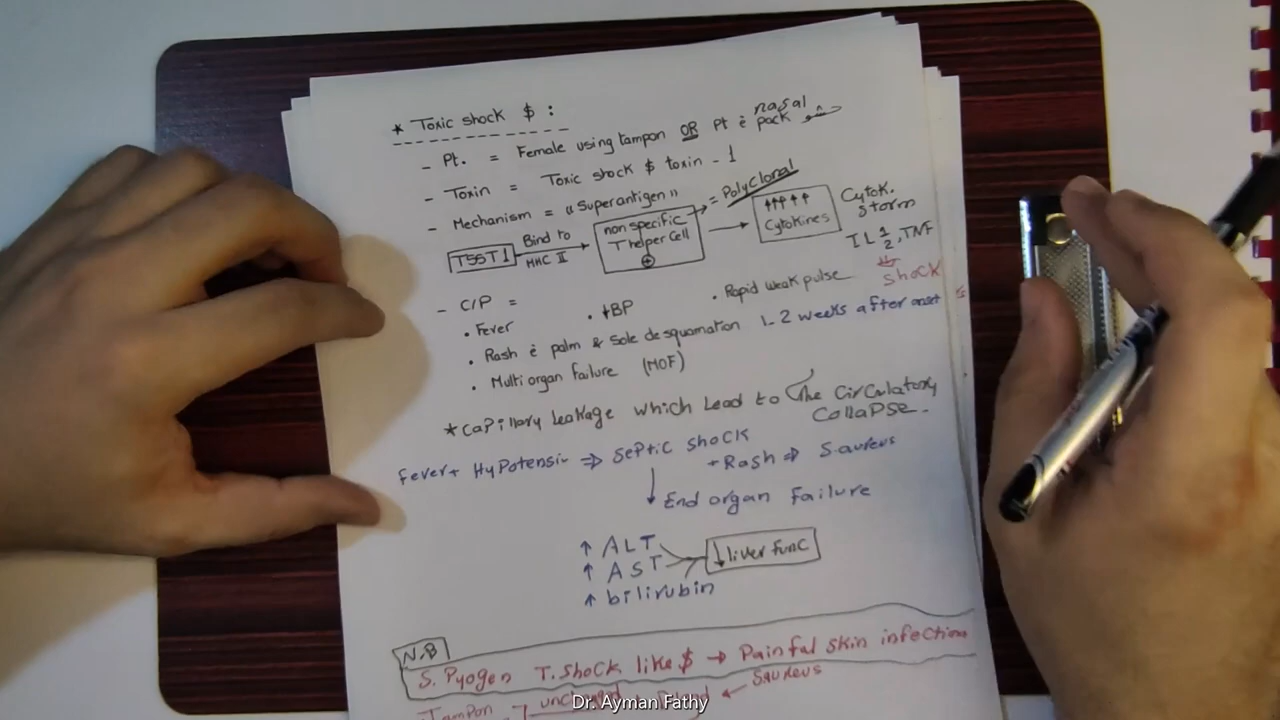 * Toxic shock $ :
- Pt. = Female using tampon OR Pt ē nasal pack
- Toxin = Toxic shock $ toxin - 1
- Mechanism = "Superantigen" = PolyClonal
TSST1 Bind to MHC II non specific T helper Cell + ↑↑↑↑↑ Cytokines Cytok. storm
IL 1/2, TNF
shock
- C/P =
• Fever • ↓BP • Rapid weak pulse
• Rash ē palm & Sole desquamation 1-2 weeks after onset
• Multi organ failure (MOF)
* Capillary Leakage which Lead to The Circulatory Collapse.
Fever + Hypotensiv ⇒ Septic shock + Rash ⇒ S.aureus
↓ End organ failure
↑ ALT
↑ AST ↓ liver func
↑ bilirubin
N.B
S. Pyogen T. shock like $ → Painful skin infection
Tampon unchanged ← S.aureus
Dr. Ayman Fathy